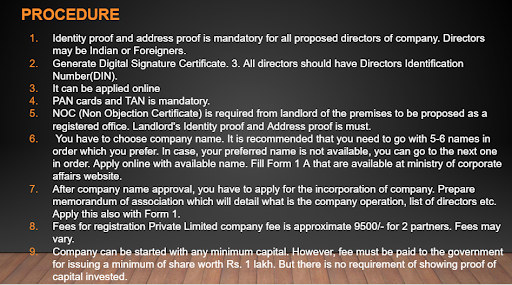 PROCEDURE
1. Identity proof and address proof is mandatory for all proposed directors of company. Directors
may be Indian or Foreigners.
2. Generate Digital Signature Certificate. 3. All directors should have Directors Identification
Number(DIN).
3. It can be applied online
4. PAN cards and TAN is mandatory.
5. NOC (Non Objection Certificate) is required from landlord of the premises to be proposed as a
registered office. Landlord's Identity proof and Address proof is must.
6. You have to choose company name. It is recommended that you need to go with 5-6 names in
order which you prefer. In case, your preferred name is not available, you can go to the next one
in order. Apply online with available name. Fill Form 1 A that are available at ministry of corporate
affairs website.
7. After company name approval, you have to apply for the incorporation of company. Prepare
memorandum of association which will detail what is the company operation, list of directors etc.
Apply this also with Form 1.
8. Fees for registration Private Limited company fee is approximate 9500/- for 2 partners. Fees may
vary.
9. Company can be started with any minimum capital. However, fee must be paid to the government
for issuing a minimum of share worth Rs. 1 lakh. But there is no requirement of showing proof of
capital invested.